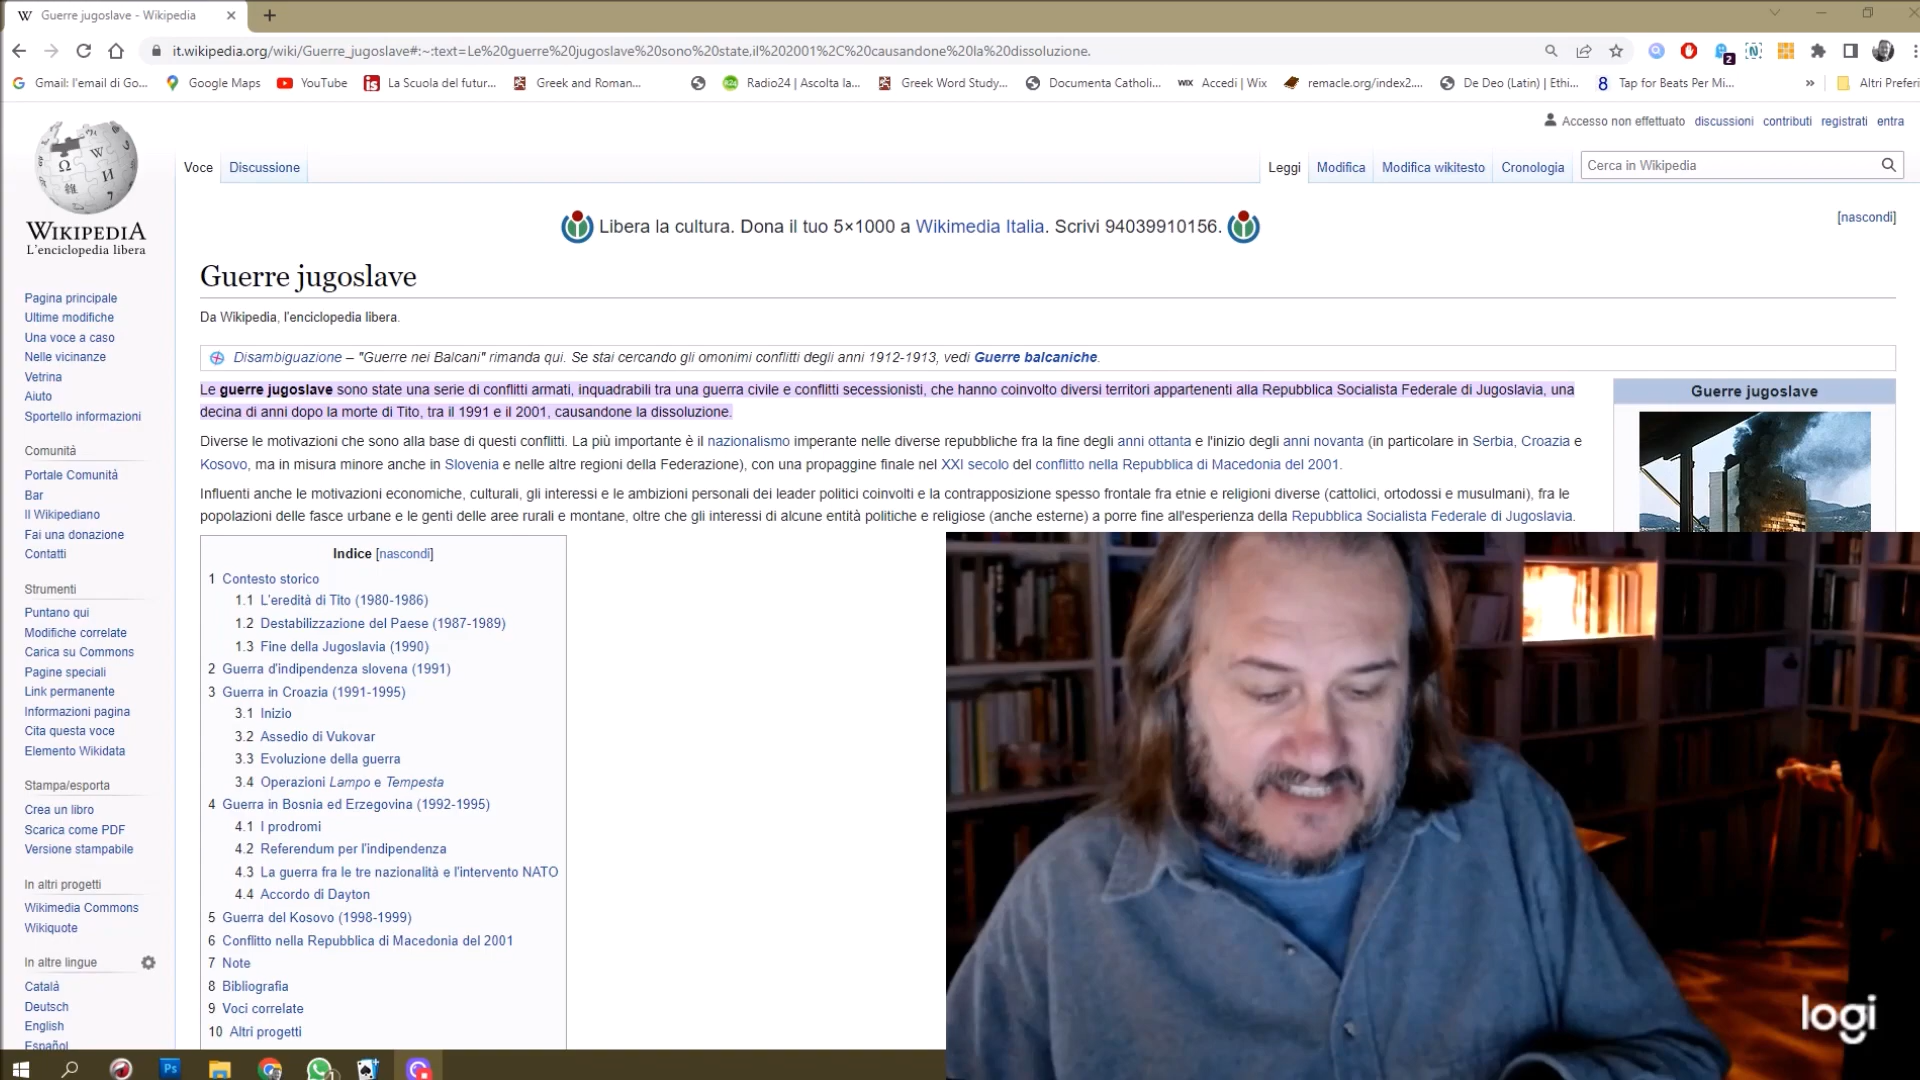 Guerre jugoslave - Wikipedia
it.wikipedia.org/wiki/Guerre_jugoslave#:~:text=Le%20guerre%20jugoslave%20sono%20state,il%202001%2C%20causandone%20la%20dissoluzione.
2
Gmail: l'email di Go... Google Maps YouTube La Scuola del futur... Greek and Roman... Radio24 | Ascolta la... Greek Word Study... Documenta Catholi... WIX Accedi | Wix remacle.org/index2.... De Deo (Latin) | Ethi... 8 Tap for Beats Per Mi... » Altri Preferi
Accesso non effettuato discussioni contributi registrati entra
Voce Discussione Leggi Modifica Modifica wikitesto Cronologia Cerca in Wikipedia
WIKIPEDIA
L'enciclopedia libera
Libera la cultura. Dona il tuo 5×1000 a Wikimedia Italia. Scrivi 94039910156.
[nascondi]
Guerre jugoslave
Da Wikipedia, l'enciclopedia libera.
Disambiguazione – "Guerre nei Balcani" rimanda qui. Se stai cercando gli omonimi conflitti degli anni 1912-1913, vedi Guerre balcaniche.
Le guerre jugoslave sono state una serie di conflitti armati, inquadrabili tra una guerra civile e conflitti secessionisti, che hanno coinvolto diversi territori appartenenti alla Repubblica Socialista Federale di Jugoslavia, una
decina di anni dopo la morte di Tito, tra il 1991 e il 2001, causandone la dissoluzione.
Diverse le motivazioni che sono alla base di questi conflitti. La più importante è il nazionalismo imperante nelle diverse repubbliche fra la fine degli anni ottanta e l'inizio degli anni novanta (in particolare in Serbia, Croazia e
Kosovo, ma in misura minore anche in Slovenia e nelle altre regioni della Federazione), con una propaggine finale nel XXI secolo del conflitto nella Repubblica di Macedonia del 2001.
Influenti anche le motivazioni economiche, culturali, gli interessi e le ambizioni personali dei leader politici coinvolti e la contrapposizione spesso frontale fra etnie e religioni diverse (cattolici, ortodossi e musulmani), fra le
popolazioni delle fasce urbane e le genti delle aree rurali e montane, oltre che gli interessi di alcune entità politiche e religiose (anche esterne) a porre fine all'esperienza della Repubblica Socialista Federale di Jugoslavia.
Guerre jugoslave
Indice [nascondi]
1 Contesto storico
1.1 L'eredità di Tito (1980-1986)
1.2 Destabilizzazione del Paese (1987-1989)
1.3 Fine della Jugoslavia (1990)
2 Guerra d'indipendenza slovena (1991)
3 Guerra in Croazia (1991-1995)
3.1 Inizio
3.2 Assedio di Vukovar
3.3 Evoluzione della guerra
3.4 Operazioni Lampo e Tempesta
4 Guerra in Bosnia ed Erzegovina (1992-1995)
4.1 I prodromi
4.2 Referendum per l'indipendenza
4.3 La guerra fra le tre nazionalità e l'intervento NATO
4.4 Accordo di Dayton
5 Guerra del Kosovo (1998-1999)
6 Conflitto nella Repubblica di Macedonia del 2001
7 Note
8 Bibliografia
9 Voci correlate
10 Altri progetti
Pagina principale
Ultime modifiche
Una voce a caso
Nelle vicinanze
Vetrina
Aiuto
Sportello informazioni
Comunità
Portale Comunità
Bar
Il Wikipediano
Fai una donazione
Contatti
Strumenti
Puntano qui
Modifiche correlate
Carica su Commons
Pagine speciali
Link permanente
Informazioni pagina
Cita questa voce
Elemento Wikidata
Stampa/esporta
Crea un libro
Scarica come PDF
Versione stampabile
In altri progetti
Wikimedia Commons
Wikiquote
In altre lingue
Català
Deutsch
English
Español
Ps
logi